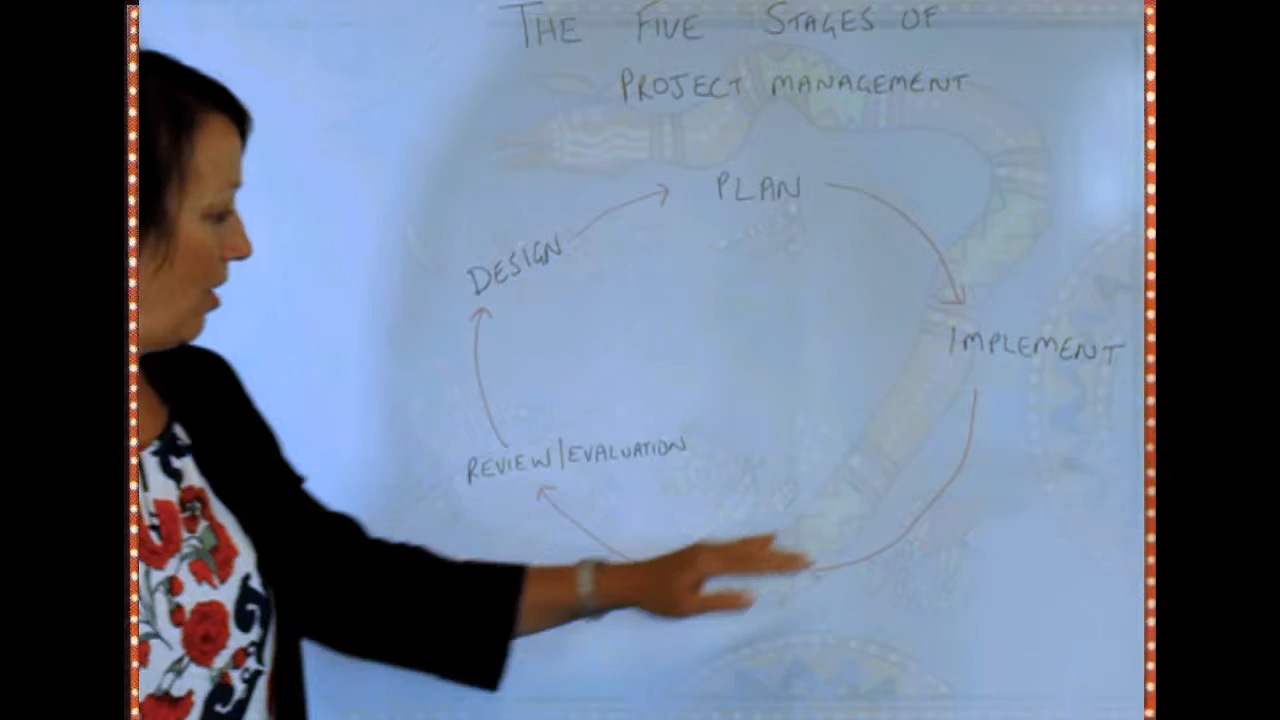 THE FIVE STAGES OF
PROJECT MANAGEMENT
PLAN
DESIGN
IMPLEMENT
REVIEW/EVALUATION